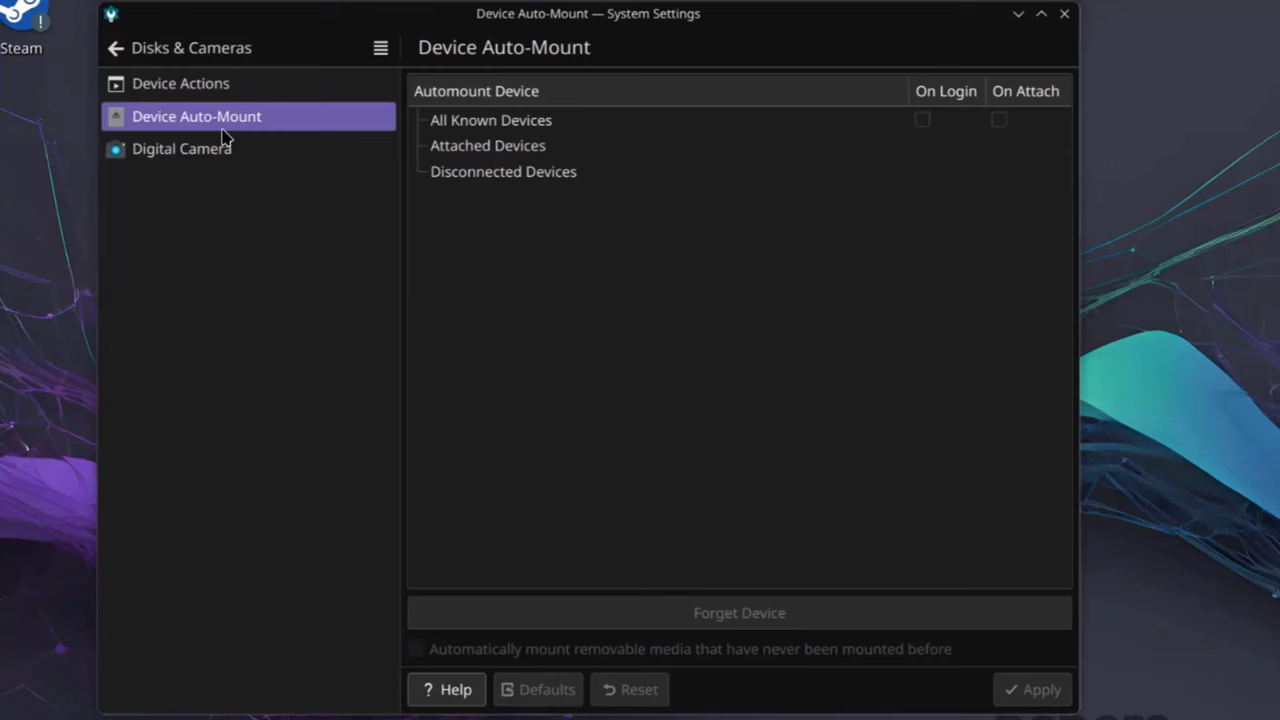 Steam
Device Auto-Mount — System Settings
Disks & Cameras
Device Auto-Mount
Device Actions
Device Auto-Mount
Digital Camera
Automount Device
On Login
On Attach
All Known Devices
Attached Devices
Disconnected Devices
Forget Device
Automatically mount removable media that have never been mounted before
? Help
Defaults
Reset
Apply